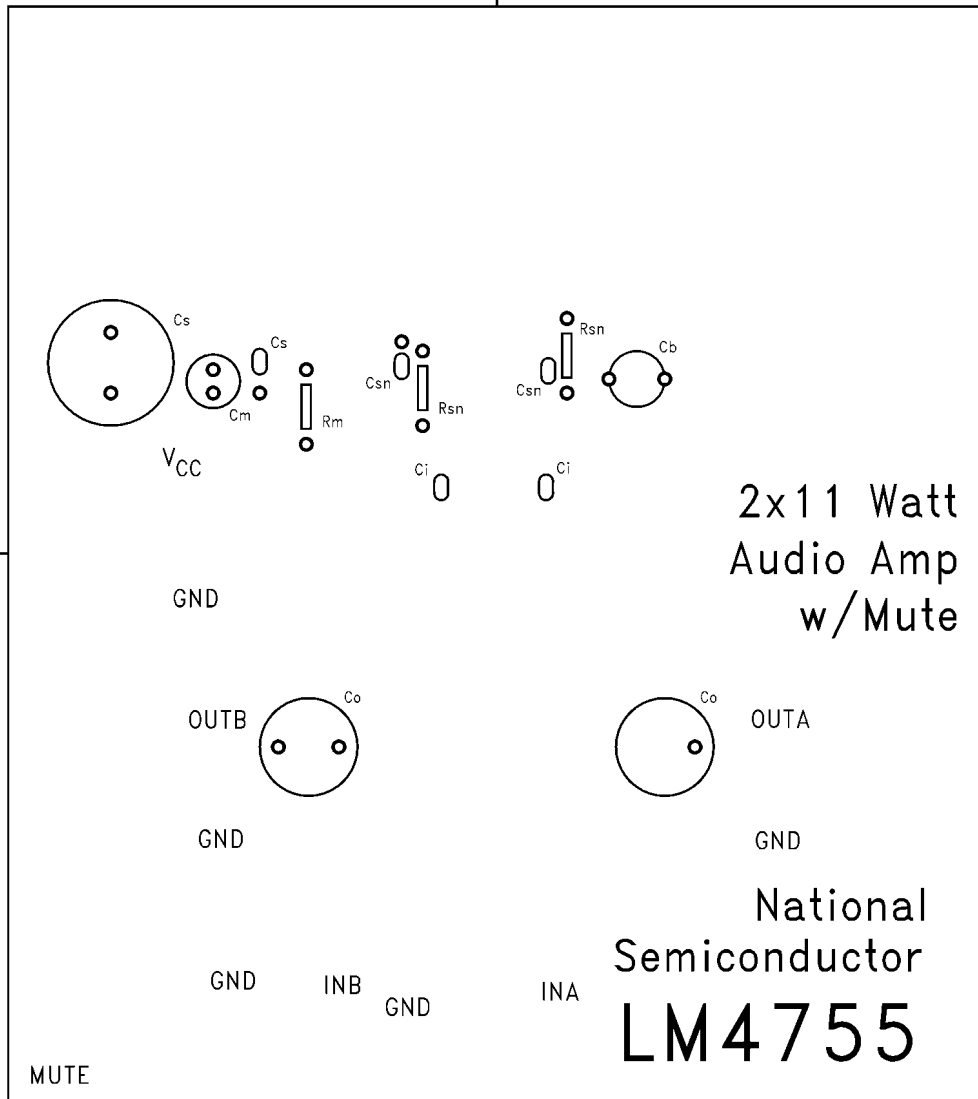 Cs
Cs
Cm
Rm
Csn
Rsn
Rsn
Csn
Cb
VCC
Ci
Ci
2x11 Watt
Audio Amp
w/Mute
GND
OUTB
Co
Co
OUTA
GND
GND
National
Semiconductor
LM4755
GND
INB
GND
INA
MUTE